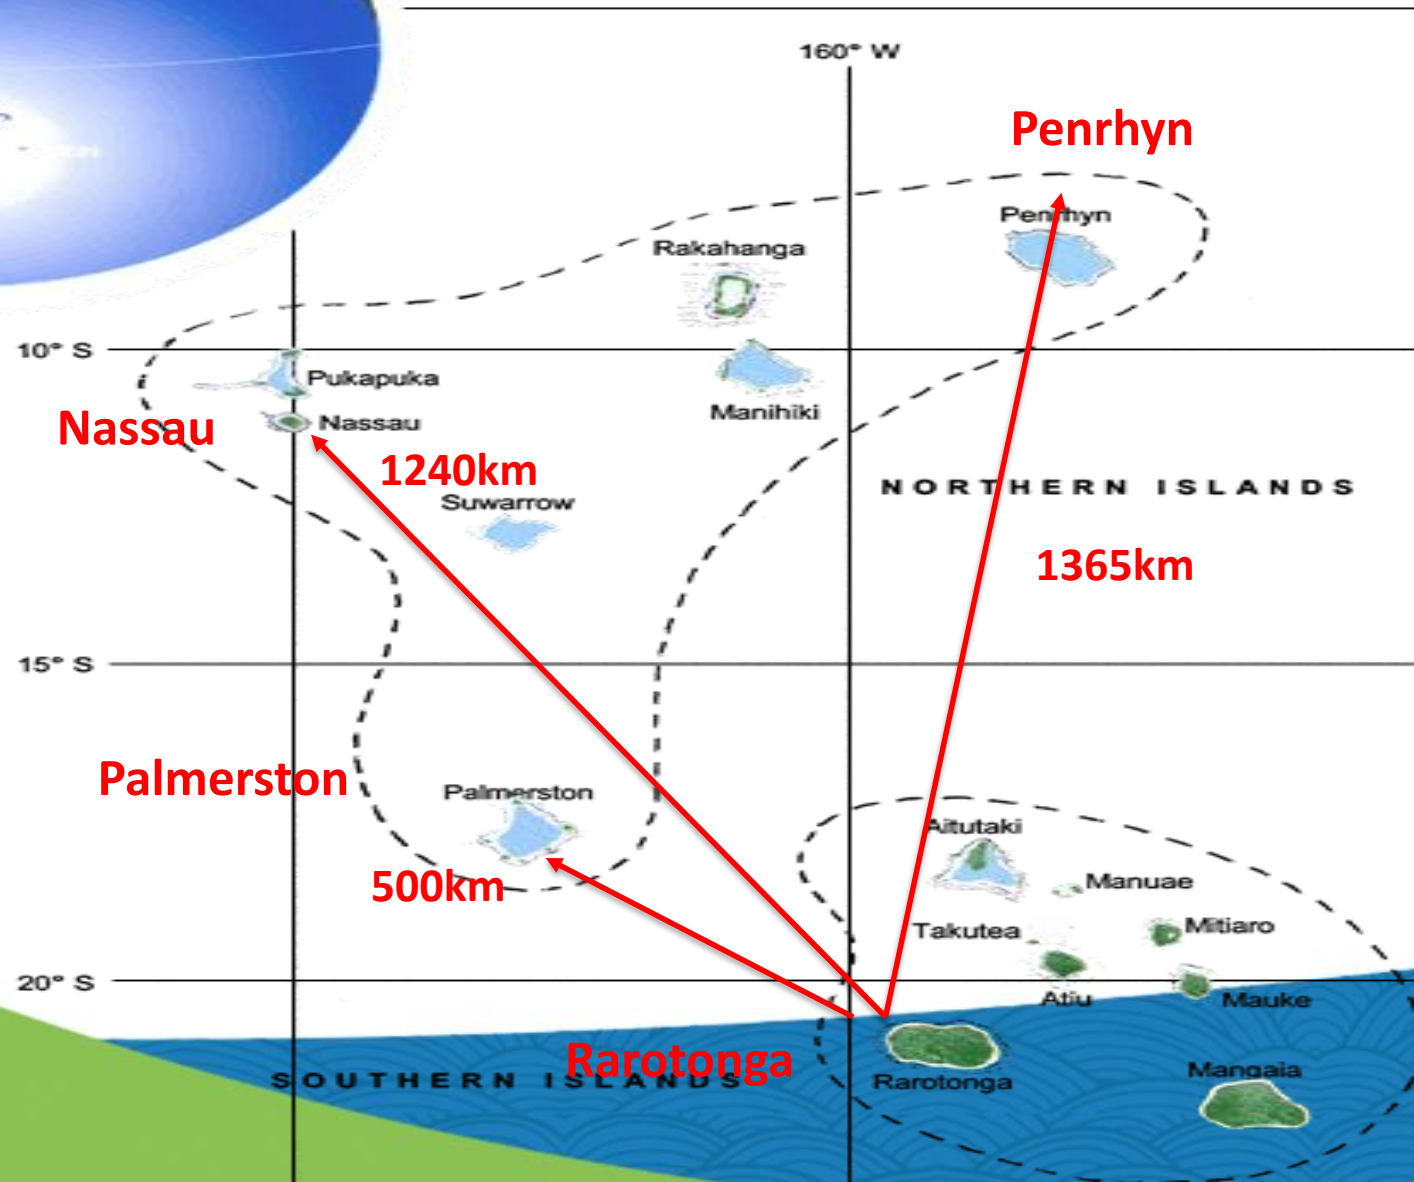 160° W
Penrhyn
Penrhyn
Rakahanga
10° S
Pukapuka
Manihiki
Nassau
Nassau
1240km
Suwarrow
NORTHERN ISLANDS
1365km
15° S
Palmerston
Palmerston
Aitutaki
500km
Manuae
Takutea
Mitiaro
20° S
Atiu
Mauke
Rarotonga
SOUTHERN ISLANDS
Rarotonga
Mangaia